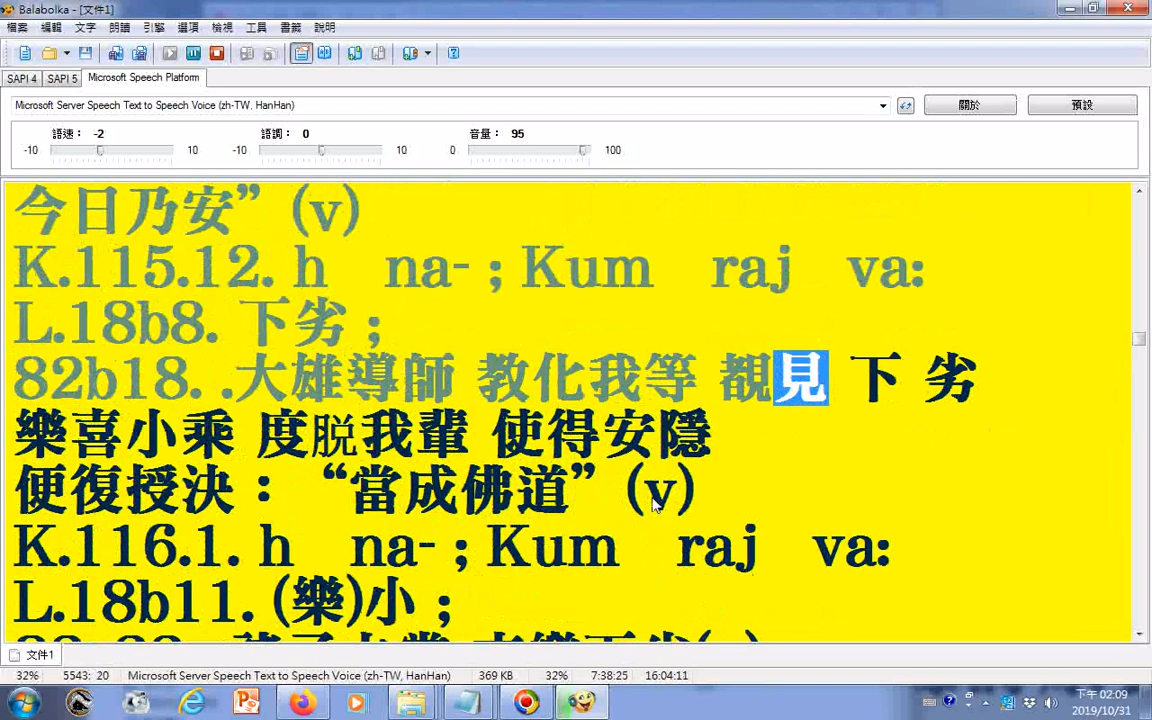 Balabolka - [文件1]
檔案 編輯 文字 朗讀 引擎 選項 檢視 工具 書籤 說明
SAPI 4 SAPI 5 Microsoft Speech Platform
Microsoft Server Speech Text to Speech Voice (zh-TW, HanHan) 關於 預設
語速： -2 語調： 0 音量： 95
-10 10 -10 10 0 100
今日乃安” (v)
K.115.12. h na- ; Kum raj va:
L.18b8. 下劣 ;
82b18. .大雄導師 教化我等 覩見 下 劣
樂喜小乘 度脱我輩 使得安隱
便復授決： “當成佛道” (v)
K.116.1. h na- ; Kum raj va:
L.18b11. (樂)小 ;
文件1
32% 5543: 20 Microsoft Server Speech Text to Speech Voice (zh-TW, HanHan) 369 KB 32% 7:38:25 16:04:11
下午 02:09
2019/10/31